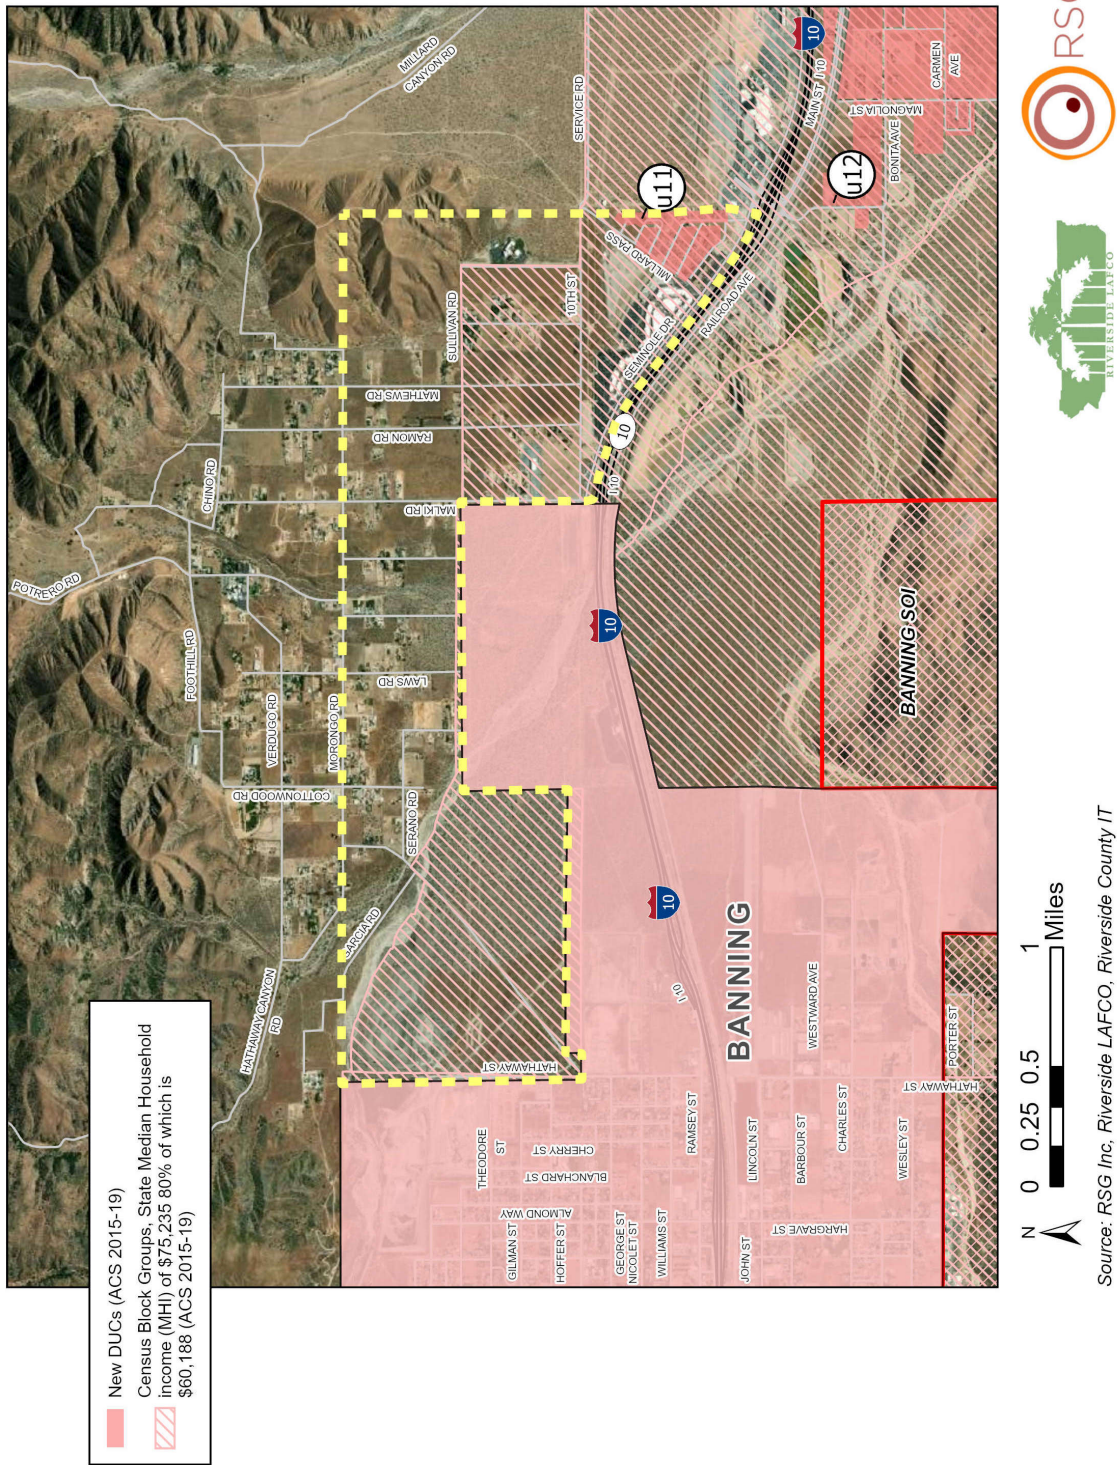 New DUCs (ACS 2015-19)
Census Block Groups, State Median Household
income (MHI) of $75,235 80% of which is
$60,188 (ACS 2015-19)
MILLARD
CANYON RD
SERVICE RD
10
I 10
MAIN ST
CARMEN
AVE
MAGNOLIA ST
BONITA AVE
u11
u12
MILLARD PASS
10TH ST
SULLIVAN RD
SEMINOLE DR
RAILROAD AVE
10
I 10
MATHEWS RD
RAMON RD
CHINO RD
MALKI RD
POTRERO RD
FOOTHILL RD
VERDUGO RD
MORONGO RD
LAWS RD
COTTONWOOD RD
SERANO RD
GARCIA RD
HATHAWAY CANYON
RD
10
BANNING SOI
10
I 10
BANNING
WESTWARD AVE
PORTER ST
HATHAWAY ST
HATHAWAY ST
THEODORE
ST
CHERRY ST
BLANCHARD ST
ALMOND WAY
GILMAN ST
HOFFER ST
GEORGE ST
NICOLET ST
WILLIAMS ST
RAMSEY ST
LINCOLN ST
BARBOUR ST
CHARLES ST
WESLEY ST
JOHN ST
HARGRAVE ST
N
0 0.25 0.5 1
Miles
RIVERSIDE LAFCO
Source: RSG Inc, Riverside LAFCO, Riverside County IT